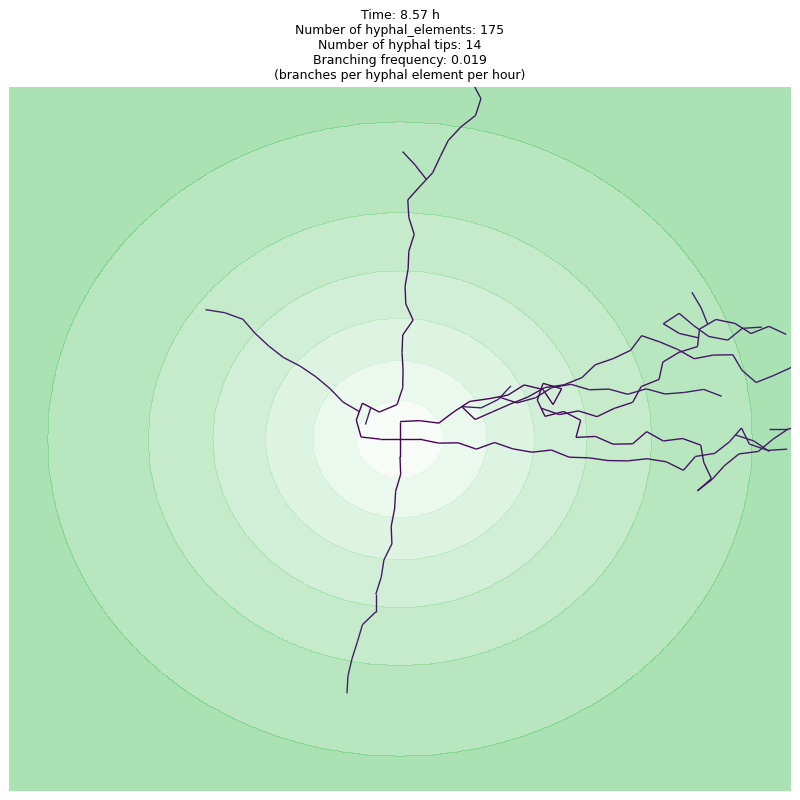 Time: 8.57 h
Number of hyphal_elements: 175
Number of hyphal tips: 14
Branching frequency: 0.019
(branches per hyphal element per hour)